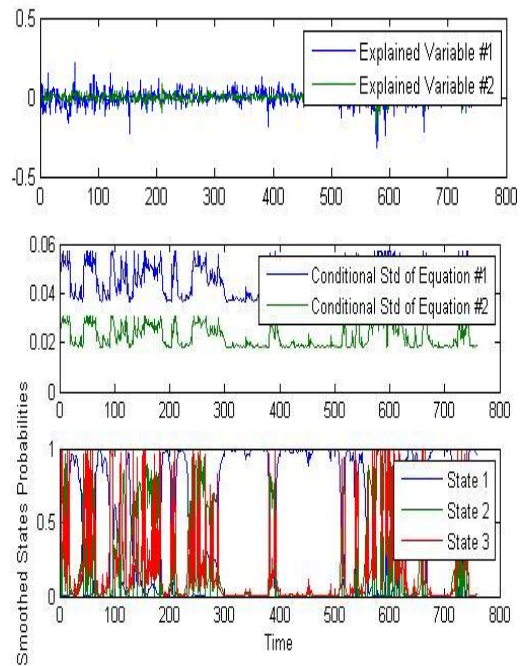 0.5
Explained Variable #1
Explained Variable #2
0
-0.5
0 100 200 300 400 500 600 700 800
0.06
Conditional Std of Equation #1
Conditional Std of Equation #2
0.04
0.02
0
0 100 200 300 400 500 600 700 800
Smoothed States Probabilities
1
State 1
State 2
State 3
0.5
0
0 100 200 300 400 500 600 700 800
Time